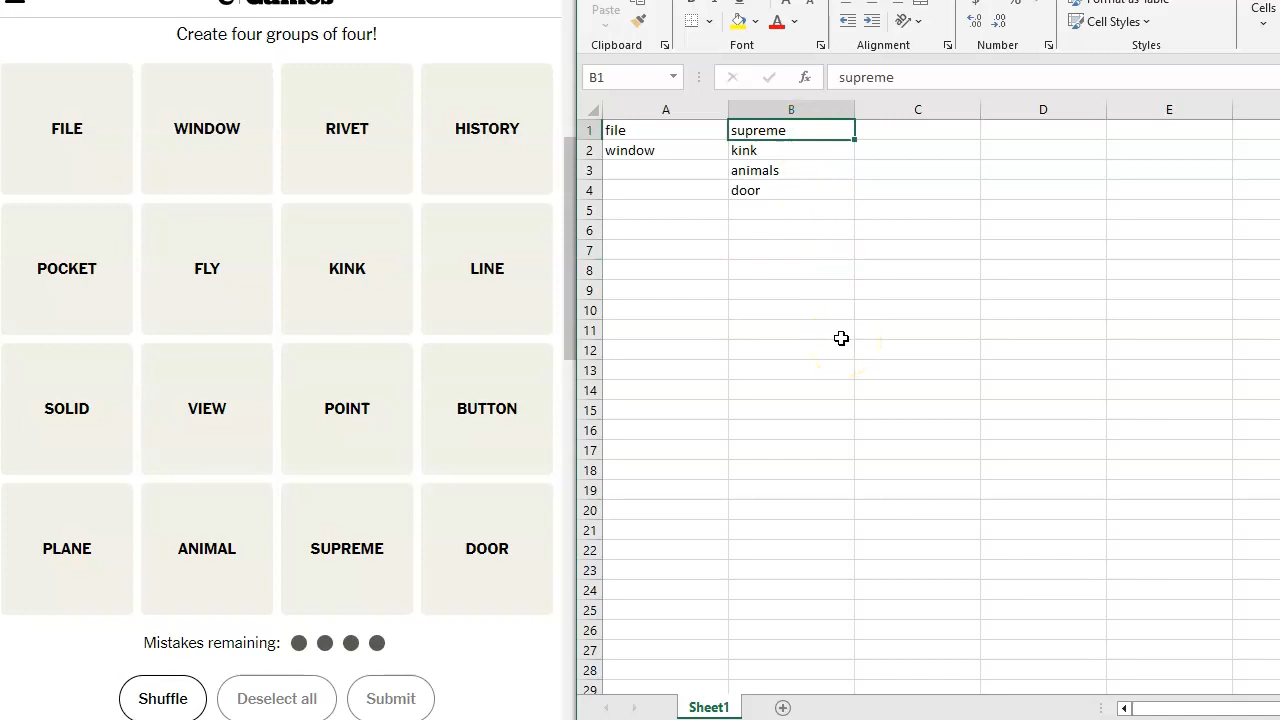 Create four groups of four!
FILE WINDOW RIVET HISTORY
POCKET FLY KINK LINE
SOLID VIEW POINT BUTTON
PLANE ANIMAL SUPREME DOOR
Mistakes remaining:
Shuffle Deselect all Submit
Paste
Cell Styles
Cells
Clipboard Font Alignment Number Styles
B1 fx supreme
A B C D E
1 file supreme
2 window kink
3 animals
4 door
5
6
7
8
9
10
11
12
13
14
15
16
17
18
19
20
21
22
23
24
25
26
27
28
29
Sheet1